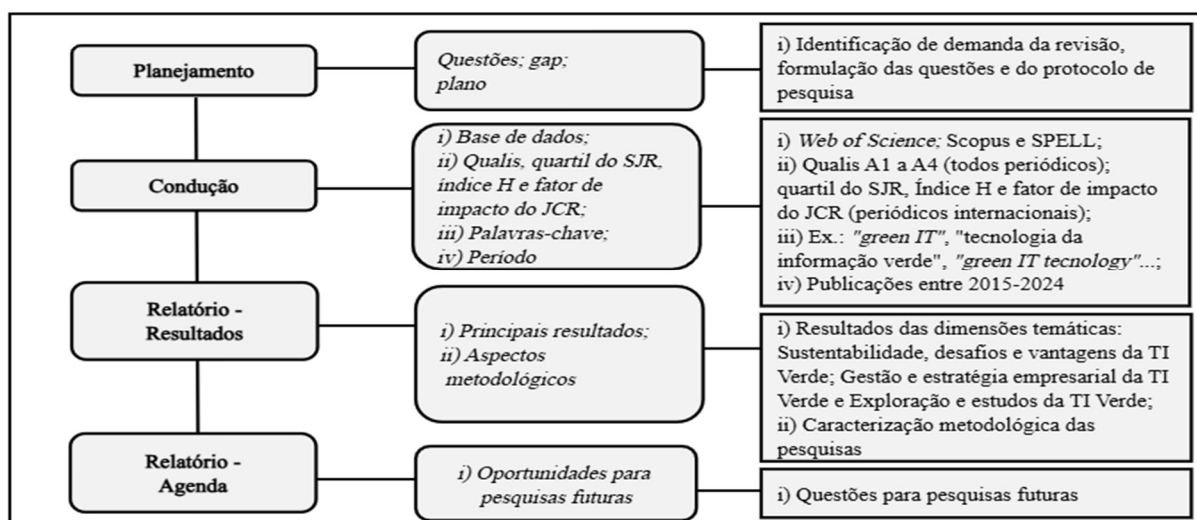 Planejamento
Questões; gap;
plano
i) Identificação de demanda da revisão,
formulação das questões e do protocolo de
pesquisa
Condução
i) Base de dados;
ii) Qualis, quartil do SJR,
índice H e fator de
impacto do JCR;
iii) Palavras-chave;
iv) Período
i) Web of Science; Scopus e SPELL;
ii) Qualis A1 a A4 (todos periódicos);
quartil do SJR, Índice H e fator de impacto
do JCR (periódicos internacionais);
iii) Ex.: "green IT", "tecnologia da
informação verde", "green IT tecnology"...;
iv) Publicações entre 2015-2024
Relatório -
Resultados
i) Principais resultados;
ii) Aspectos
metodológicos
i) Resultados das dimensões temáticas:
Sustentabilidade, desafios e vantagens da TI
Verde; Gestão e estratégia empresarial da TI
Verde e Exploração e estudos da TI Verde;
ii) Caracterização metodológica das
pesquisas
Relatório -
Agenda
i) Oportunidades para
pesquisas futuras
i) Questões para pesquisas futuras